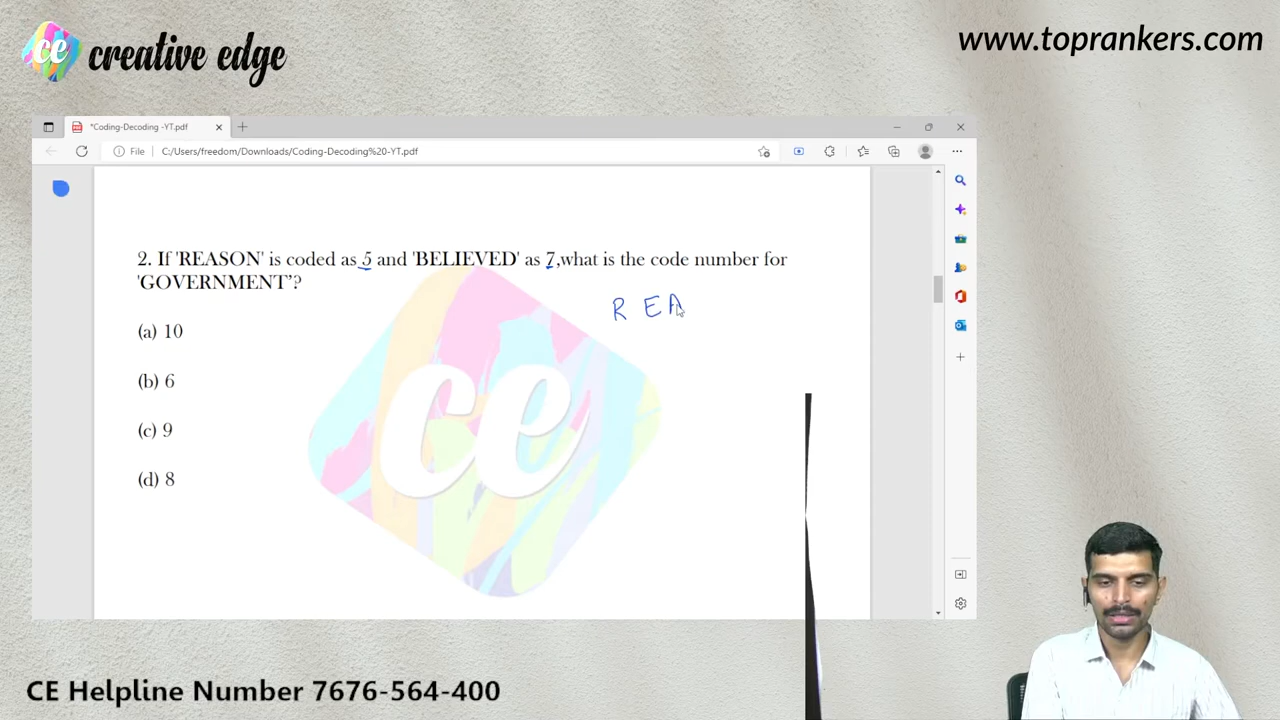 ce creative edge
www.toprankers.com
*Coding-Decoding -YT.pdf
File C:/Users/freedom/Downloads/Coding-Decoding%20-YT.pdf
2. If 'REASON' is coded as 5 and 'BELIEVED' as 7,what is the code number for
'GOVERNMENT'?
R E A
(a) 10
(b) 6
(c) 9
(d) 8
ce
CE Helpline Number 7676-564-400